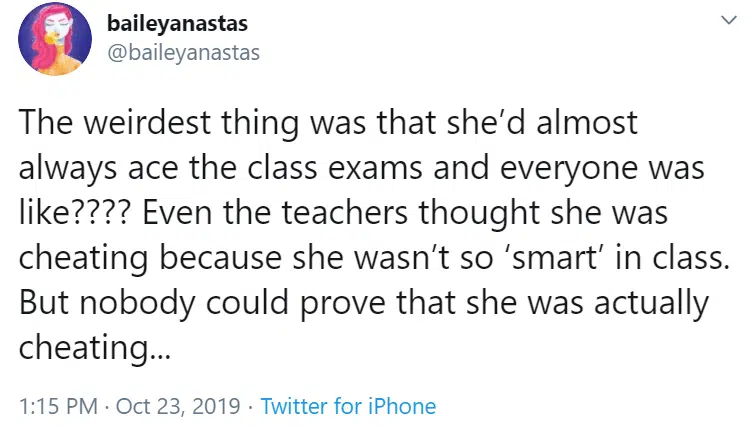 baileyanastas
@baileyanastas
The weirdest thing was that she’d almost
always ace the class exams and everyone was
like???? Even the teachers thought she was
cheating because she wasn’t so ‘smart’ in class.
But nobody could prove that she was actually
cheating...
1:15 PM · Oct 23, 2019 · Twitter for iPhone